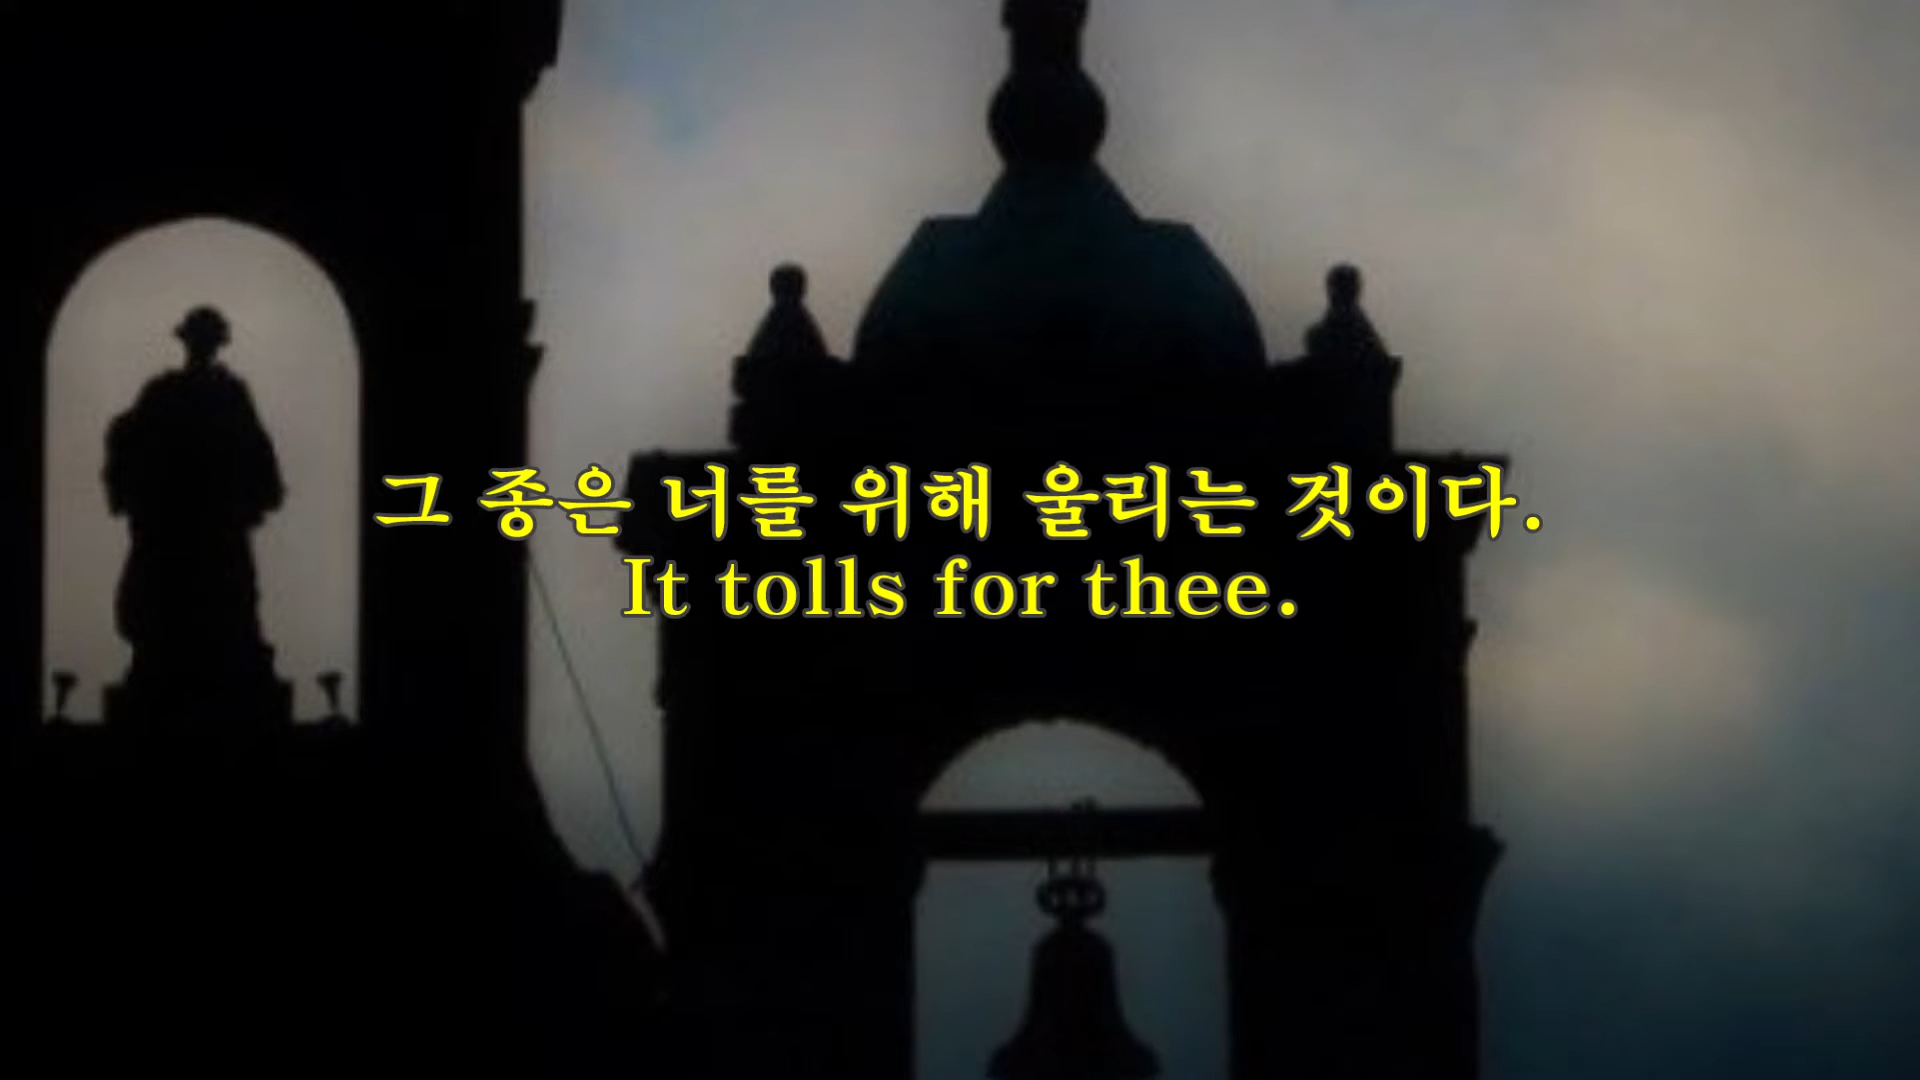 그 종은 너를 위해 울리는 것이다.
It tolls for thee.